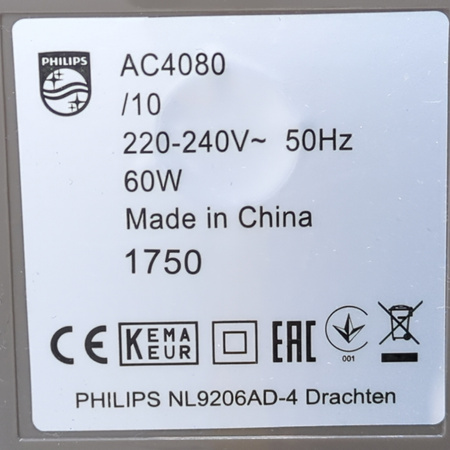 PHILIPS
AC4080
/10
220-240V~ 50Hz
60W
Made in China
1750
CE KEMA KEUR EAC 001
PHILIPS NL9206AD-4 Drachten